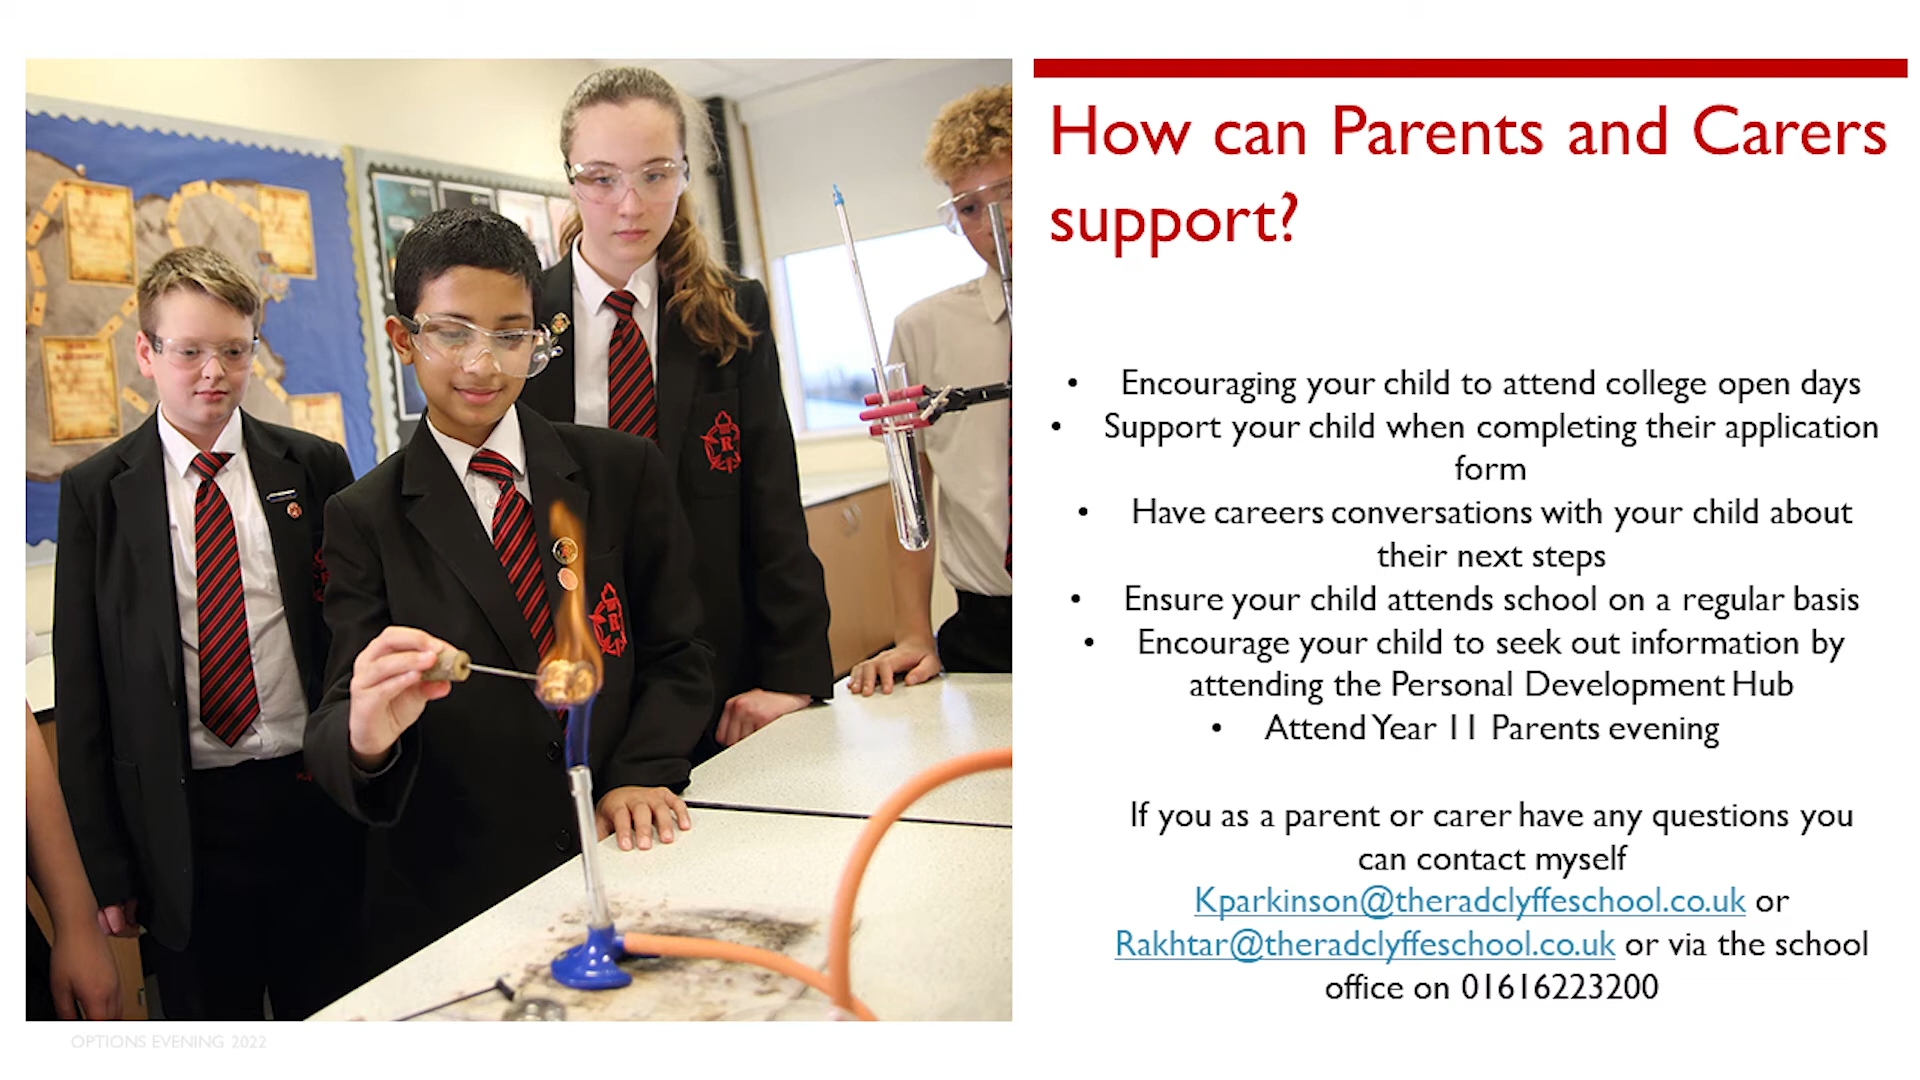 How can Parents and Carers
support?
• Encouraging your child to attend college open days
• Support your child when completing their application
form
• Have careers conversations with your child about
their next steps
• Ensure your child attends school on a regular basis
• Encourage your child to seek out information by
attending the Personal Development Hub
• Attend Year 11 Parents evening
If you as a parent or carer have any questions you
can contact myself
Kparkinson@theradclyffeschool.co.uk or
Rakhtar@theradclyffeschool.co.uk or via the school
office on 01616223200
R
R
OPTIONS EVENING 2022